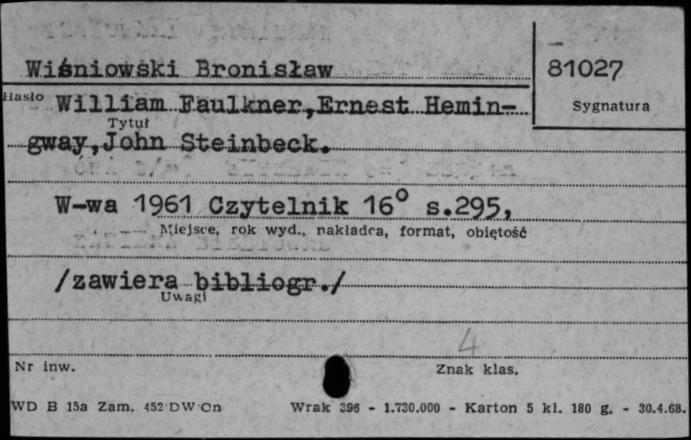 Wiśniowski Bronisław
81027
Hasło William Faulkner,Ernest Hemin-
Sygnatura
Tytuł
gway,John Steinbeck.
W-wa 1961 Czytelnik 16° s.295,
Miejsce, rok wyd., nakładca, format, objętość
/zawiera bibliogr./
Uwagi
4
Nr inw.
Znak klas.
WD B 15a Zam. 452 DW Cn Wrak 396 - 1.730.000 - Karton 5 kl. 180 g. - 30.4.68.